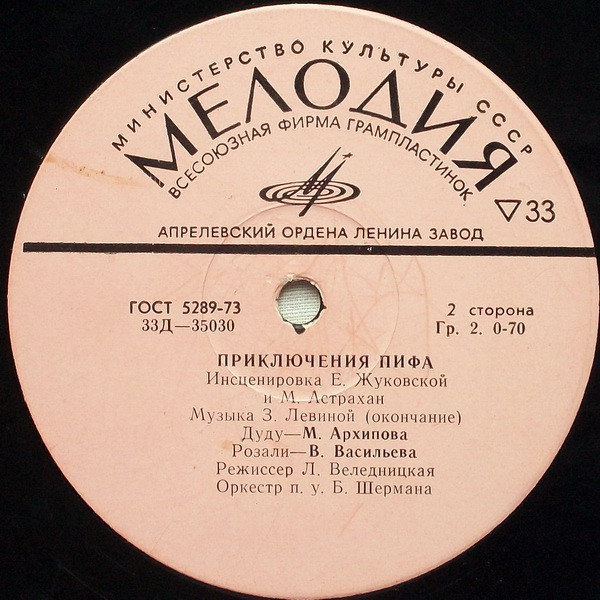 МИНИСТЕРСТВО КУЛЬТУРЫ СССР
МЕЛОДИЯ
ВСЕСОЮЗНАЯ ФИРМА ГРАМПЛАСТИНОК
▽33
АПРЕЛЕВСКИЙ ОРДЕНА ЛЕНИНА ЗАВОД
ГОСТ 5289-73
33Д—35030
2 сторона
Гр. 2. 0-70
ПРИКЛЮЧЕНИЯ ПИФА
Инсценировка Е. Жуковской
и М. Астрахан
Музыка З. Левиной (окончание)
Дуду—М. Архипова
Розали—В. Васильева
Режиссер Л. Веледницкая
Оркестр п. у. Б. Шермана